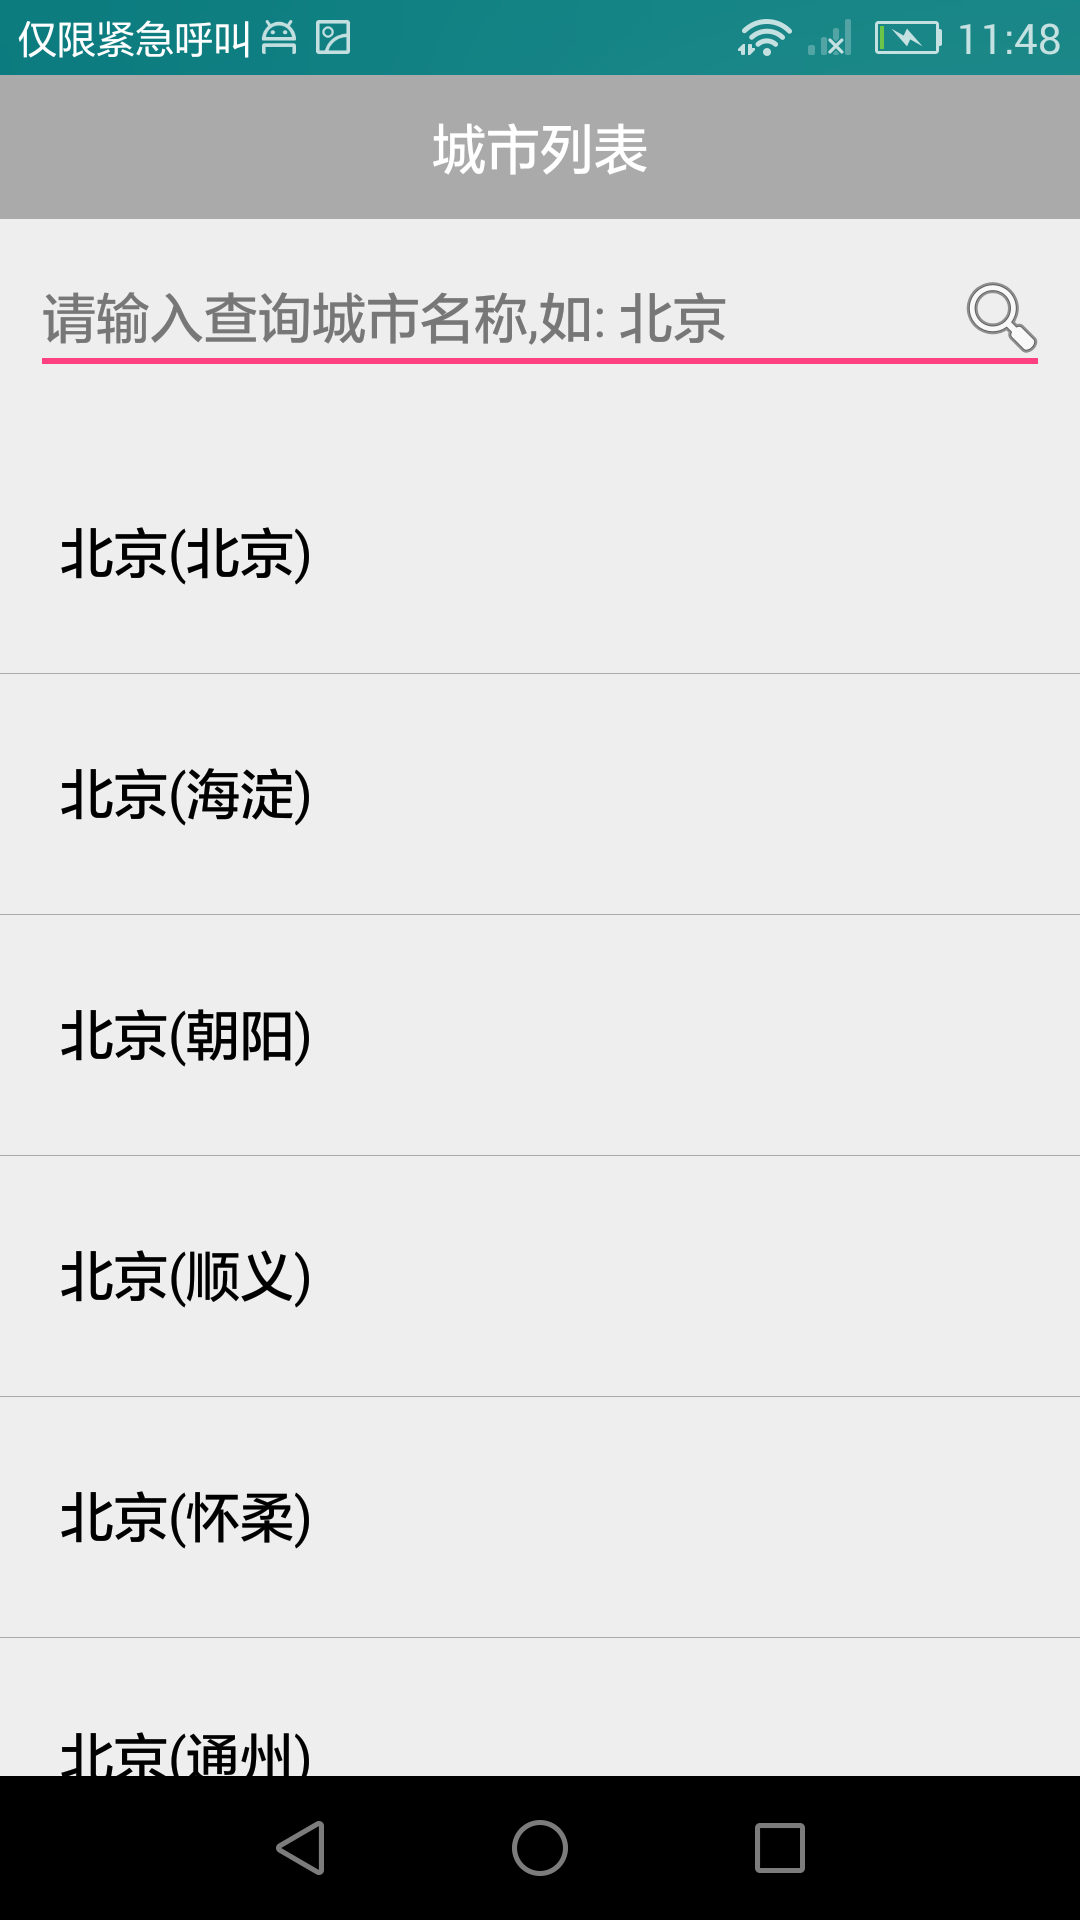 仅限紧急呼叫 11:48
城市列表
请输入查询城市名称,如: 北京
北京(北京)
北京(海淀)
北京(朝阳)
北京(顺义)
北京(怀柔)
北京(通州)